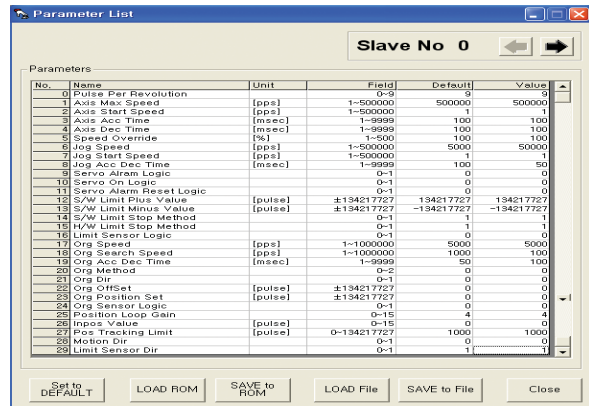 Parameter List
Slave No 0
Parameters
No. Name Unit Field Default Value
0 Pulse Per Revolution 0~9 9 9
1 Axis Max Speed [pps] 1~500000 500000 500000
2 Axis Start Speed [pps] 1~500000 1 1
3 Axis Acc Time [msec] 1~9999 100 100
4 Axis Dec Time [msec] 1~9999 100 100
5 Speed Override [%] 1~500 100 100
6 Jog Speed [pps] 1~500000 5000 50000
7 Jog Start Speed [pps] 1~500000 1 1
8 Jog Acc Dec Time [msec] 1~9999 100 50
9 Servo Alram Logic 0~1 0 0
10 Servo On Logic 0~1 0 0
11 Servo Alarm Reset Logic 0~1 0 0
12 S/W Limit Plus Value [pulse] ±134217727 134217727 134217727
13 S/W Limit Minus Value [pulse] ±134217727 -134217727 -134217727
14 S/W Limit Stop Method 0~1 1 1
15 H/W Limit Stop Method 0~1 1 1
16 Limit Sensor Logic 0~1 0 0
17 Org Speed [pps] 1~1000000 5000 5000
18 Org Search Speed [pps] 1~1000000 1000 100
19 Org Acc Dec Time [msec] 1~9999 50 100
20 Org Method 0~2 0 0
21 Org Dir 0~1 0 0
22 Org OffSet [pulse] ±134217727 0 0
23 Org Position Set [pulse] ±134217727 0 0
24 Org Sensor Logic 0~1 0 0
25 Position Loop Gain 0~15 4 4
26 Inpos Value [pulse] 0~15 0 0
27 Pos Tracking Limit [pulse] 0~134217727 1000 1000
28 Motion Dir 0~1 0 0
29 Limit Sensor Dir 0~1 1 1
Set to DEFAULT
LOAD ROM
SAVE to ROM
LOAD File
SAVE to File
Close